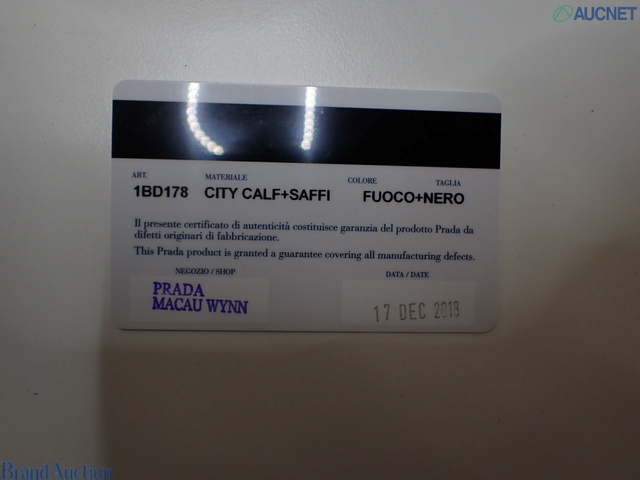 AUCNET
ART. MATERIALE COLORE TAGLIA
1BD178 CITY CALF+SAFFI FUOCO+NERO
Il presente certificato di autenticità costituisce garanzia del prodotto Prada da
difetti originari di fabbricazione.
This Prada product is granted a guarantee covering all manufacturing defects.
NEGOZIO / SHOP DATA / DATE
PRADA
MACAU WYNN
17 DEC 2018
Brand Auction